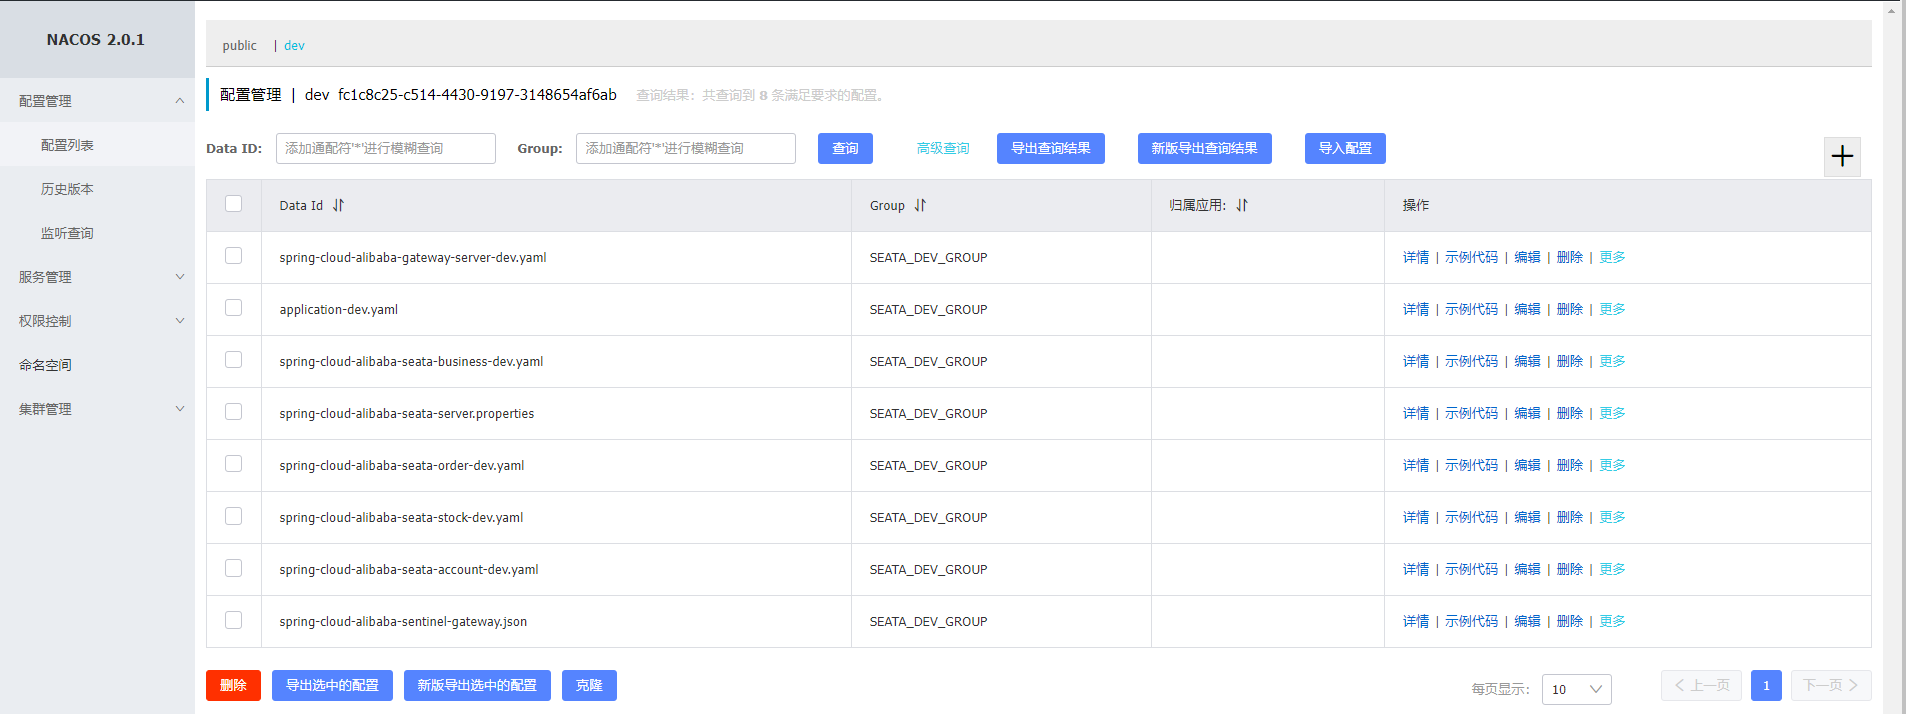 NACOS 2.0.1
配置管理
配置列表
历史版本
监听查询
服务管理
权限控制
命名空间
集群管理
public | dev
配置管理 | dev fc1c8c25-c514-4430-9197-3148654af6ab 查询结果：共查询到 8 条满足要求的配置。
Data ID: 添加通配符'*'进行模糊查询 Group: 添加通配符'*'进行模糊查询 查询 高级查询 导出查询结果 新版导出查询结果 导入配置
Data Id Group 归属应用: 操作
spring-cloud-alibaba-gateway-server-dev.yaml SEATA_DEV_GROUP 详情 | 示例代码 | 编辑 | 删除 | 更多
application-dev.yaml SEATA_DEV_GROUP 详情 | 示例代码 | 编辑 | 删除 | 更多
spring-cloud-alibaba-seata-business-dev.yaml SEATA_DEV_GROUP 详情 | 示例代码 | 编辑 | 删除 | 更多
spring-cloud-alibaba-seata-server.properties SEATA_DEV_GROUP 详情 | 示例代码 | 编辑 | 删除 | 更多
spring-cloud-alibaba-seata-order-dev.yaml SEATA_DEV_GROUP 详情 | 示例代码 | 编辑 | 删除 | 更多
spring-cloud-alibaba-seata-stock-dev.yaml SEATA_DEV_GROUP 详情 | 示例代码 | 编辑 | 删除 | 更多
spring-cloud-alibaba-seata-account-dev.yaml SEATA_DEV_GROUP 详情 | 示例代码 | 编辑 | 删除 | 更多
spring-cloud-alibaba-sentinel-gateway.json SEATA_DEV_GROUP 详情 | 示例代码 | 编辑 | 删除 | 更多
删除 导出选中的配置 新版导出选中的配置 克隆 每页显示: 10 上一页 1 下一页